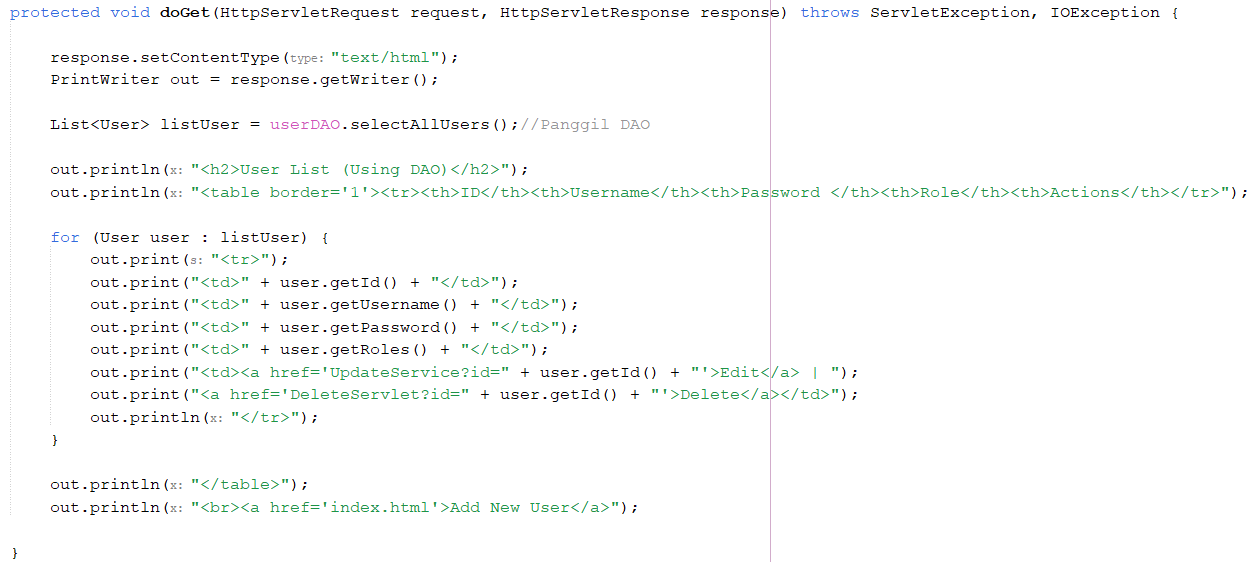 protected void doGet(HttpServletRequest request, HttpServletResponse response) throws ServletException, IOException {
response.setContentType(type: "text/html");
PrintWriter out = response.getWriter();
List<User> listUser = userDAO.selectAllUsers();//Panggil DAO
out.println(x: "<h2>User List (Using DAO)</h2>");
out.println(x: "<table border='1'><tr><th>ID</th><th>Username</th><th>Password </th><th>Role</th><th>Actions</th></tr>");
for (User user : listUser) {
out.print(s: "<tr>");
out.print("<td>" + user.getId() + "</td>");
out.print("<td>" + user.getUsername() + "</td>");
out.print("<td>" + user.getPassword() + "</td>");
out.print("<td>" + user.getRoles() + "</td>");
out.print("<td><a href='UpdateService?id=" + user.getId() + "'>Edit</a> | ");
out.print("<a href='DeleteServlet?id=" + user.getId() + "'>Delete</a></td>");
out.println(x: "</tr>");
}
out.println(x: "</table>");
out.println(x: "<br><a href='index.html'>Add New User</a>");
}